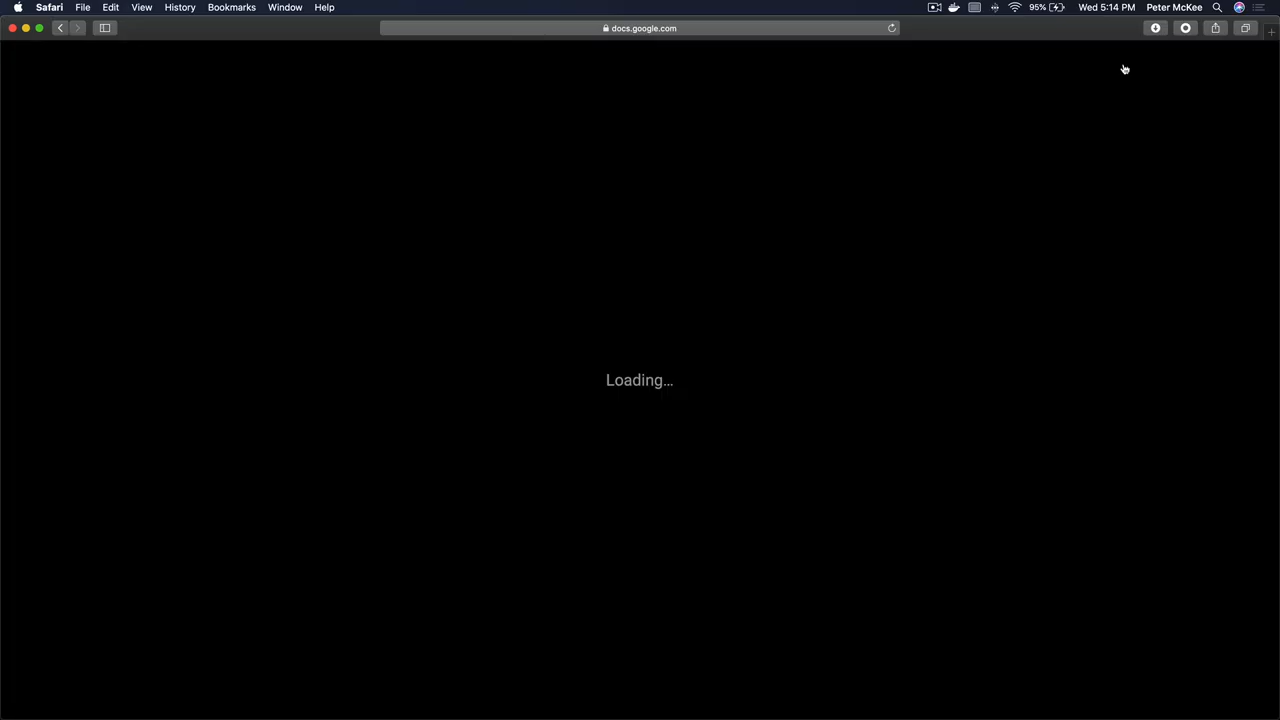 Safari File Edit View History Bookmarks Window Help 95% Wed 5:14 PM Peter McKee
docs.google.com
Loading...